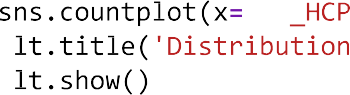 sns.countplot(x= _HCP
lt.title('Distribution
lt.show()